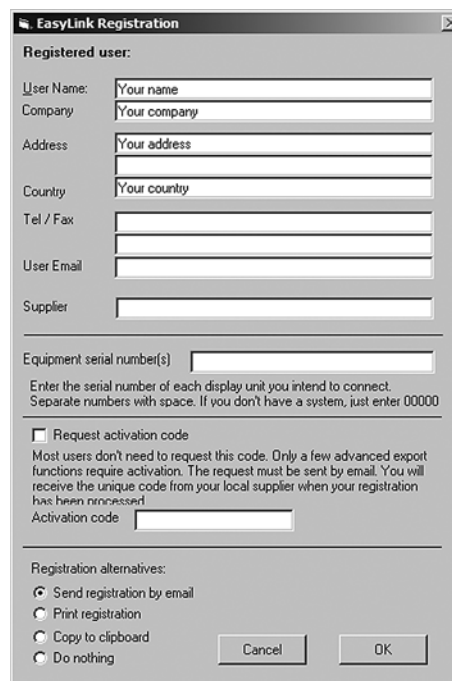 EasyLink Registration
Registered user:
User Name: Your name
Company Your company
Address Your address
Country Your country
Tel / Fax
User Email
Supplier
Equipment serial number(s)
Enter the serial number of each display unit you intend to connect.
Separate numbers with space. If you don't have a system, just enter 00000
Request activation code
Most users don't need to request this code. Only a few advanced export
functions require activation. The request must be sent by email. You will
receive the unique code from your local supplier when your registration
has been processed
Activation code
Registration alternatives:
Send registration by email
Print registration
Copy to clipboard
Do nothing
Cancel OK